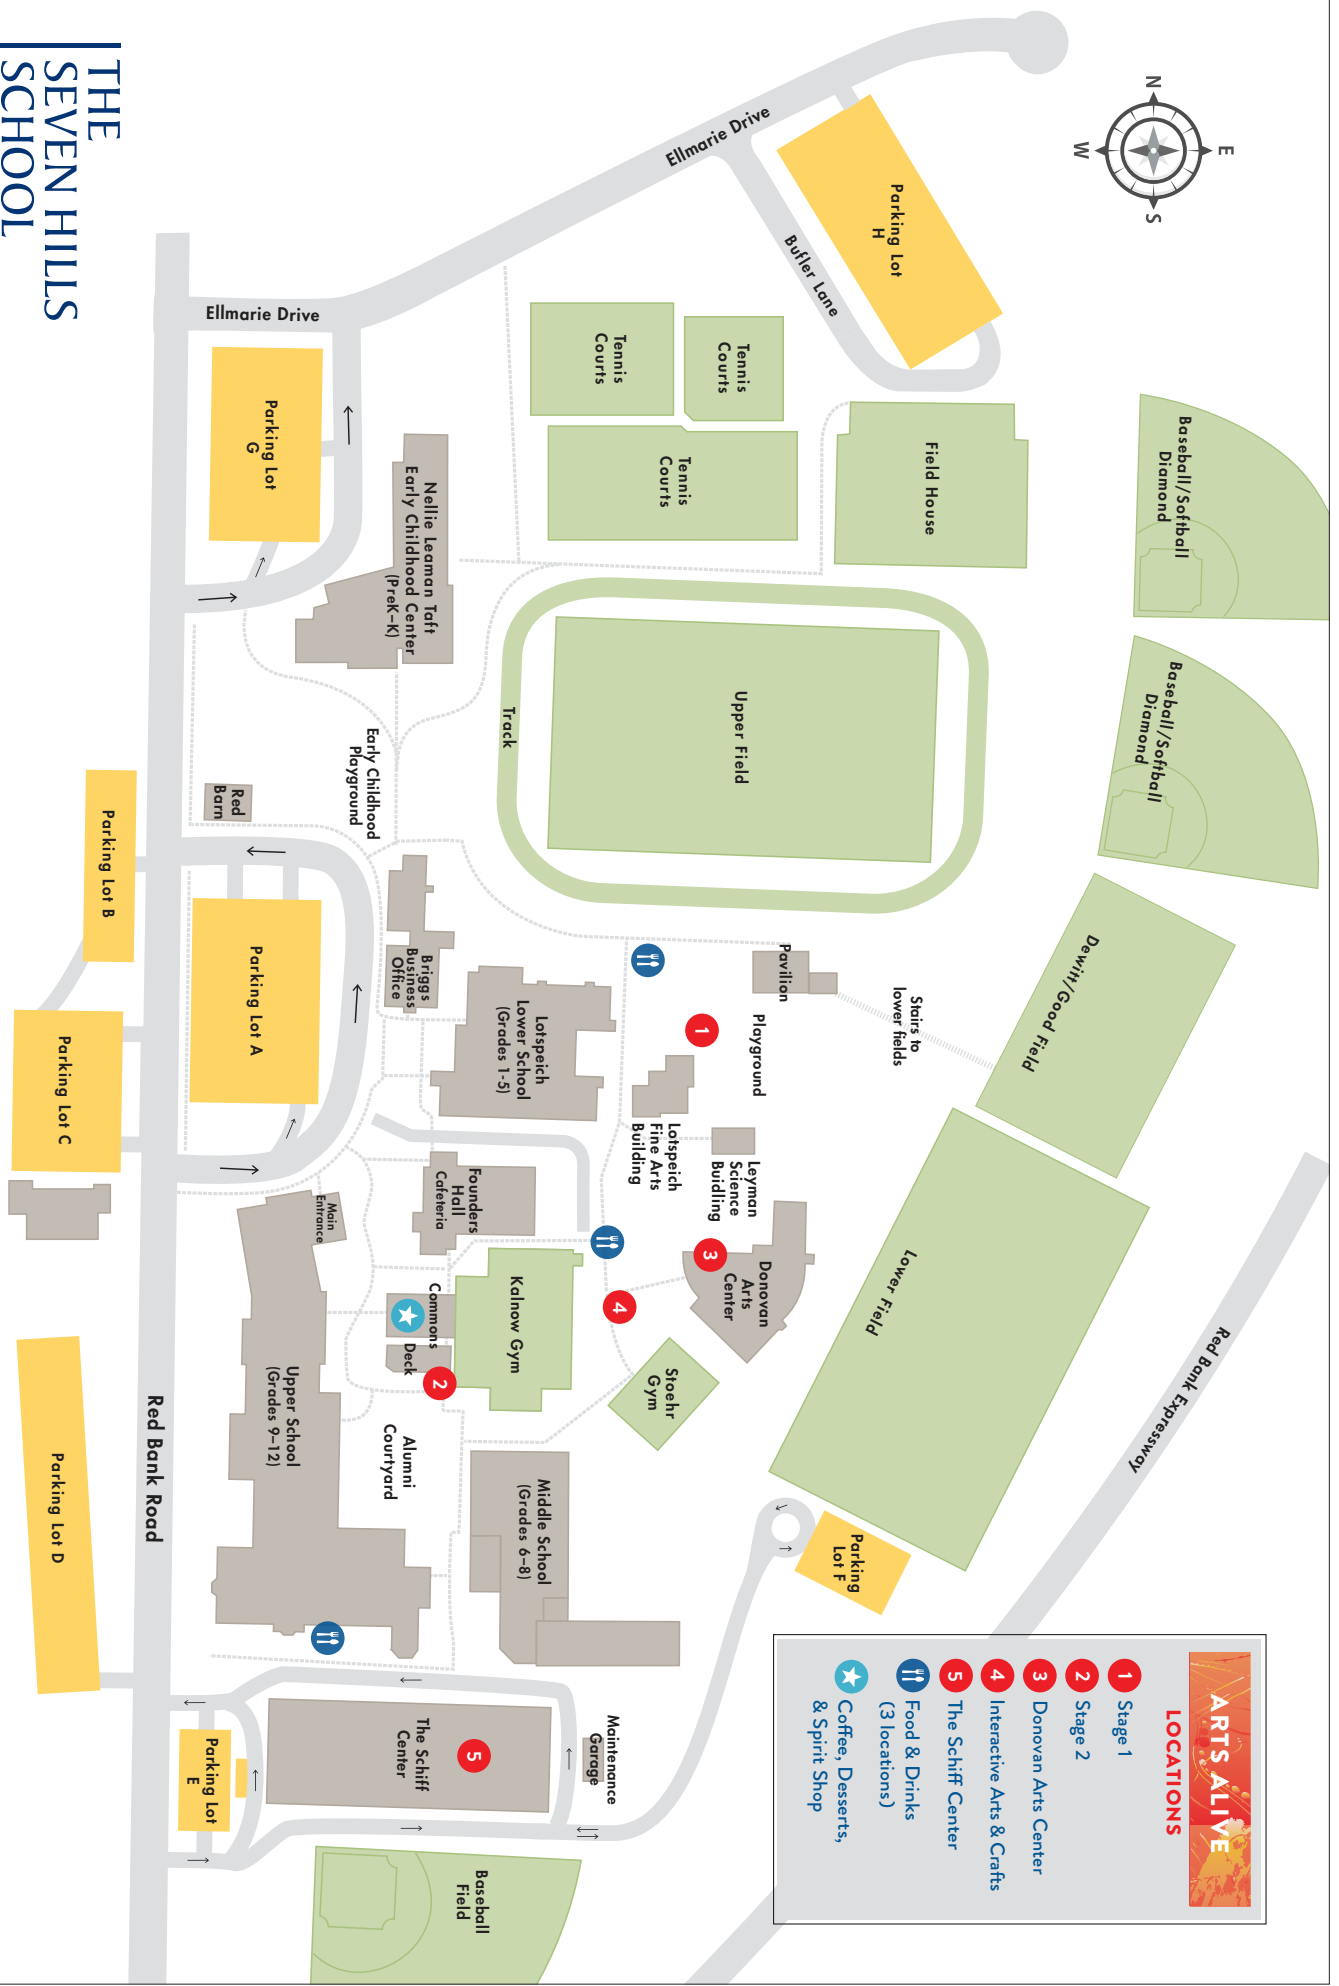 THE
SEVEN HILLS
SCHOOL
N
E
S
W
Ellmarie Drive
Ellmarie Drive
Butler Lane
Parking Lot
H
Parking Lot
G
Tennis
Courts
Tennis
Courts
Tennis
Courts
Field House
Baseball/Softball
Diamond
Baseball/Softball
Diamond
Nellie Leaman Taft
Early Childhood Center
(PreK–K)
Upper Field
Track
Early Childhood
Playground
Red
Barn
Parking Lot B
Parking Lot A
Parking Lot C
Briggs
Business
Office
Lotspeich
Lower School
(Grades 1-5)
Pavilion
Playground
1
Stairs to
lower fields
Dewitt/Good Field
Lower Field
Red Bank Expressway
Lotspeich
Fine Arts
Building
Leyman
Science
Buidling
Donovan
Arts
Center
3
4
Founders
Hall
Cafeteria
Main
Entrance
Commons
Deck
2
Kalnow Gym
Stoehr
Gym
Upper School
(Grades 9–12)
Alumni
Courtyard
Middle School
(Grades 6–8)
Red Bank Road
Parking Lot D
Parking
Lot F
Parking Lot
E
The Schiff
Center
5
Maintenance
Garage
Baseball
Field
ARTS ALIVE
LOCATIONS
1 Stage 1
2 Stage 2
3 Donovan Arts Center
4 Interactive Arts & Crafts
5 The Schiff Center
Food & Drinks
(3 locations)
Coffee, Desserts,
& Spirit Shop